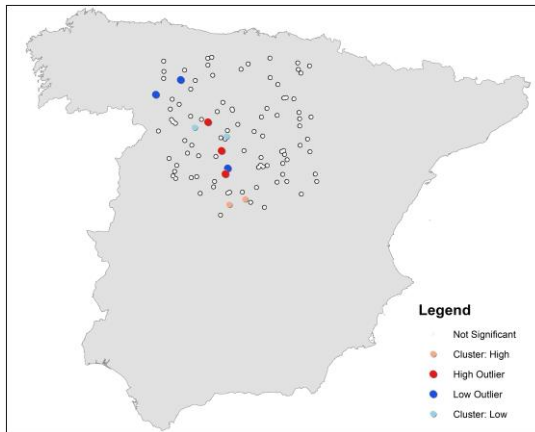 Legend
Not Significant
Cluster: High
High Outlier
Low Outlier
Cluster: Low